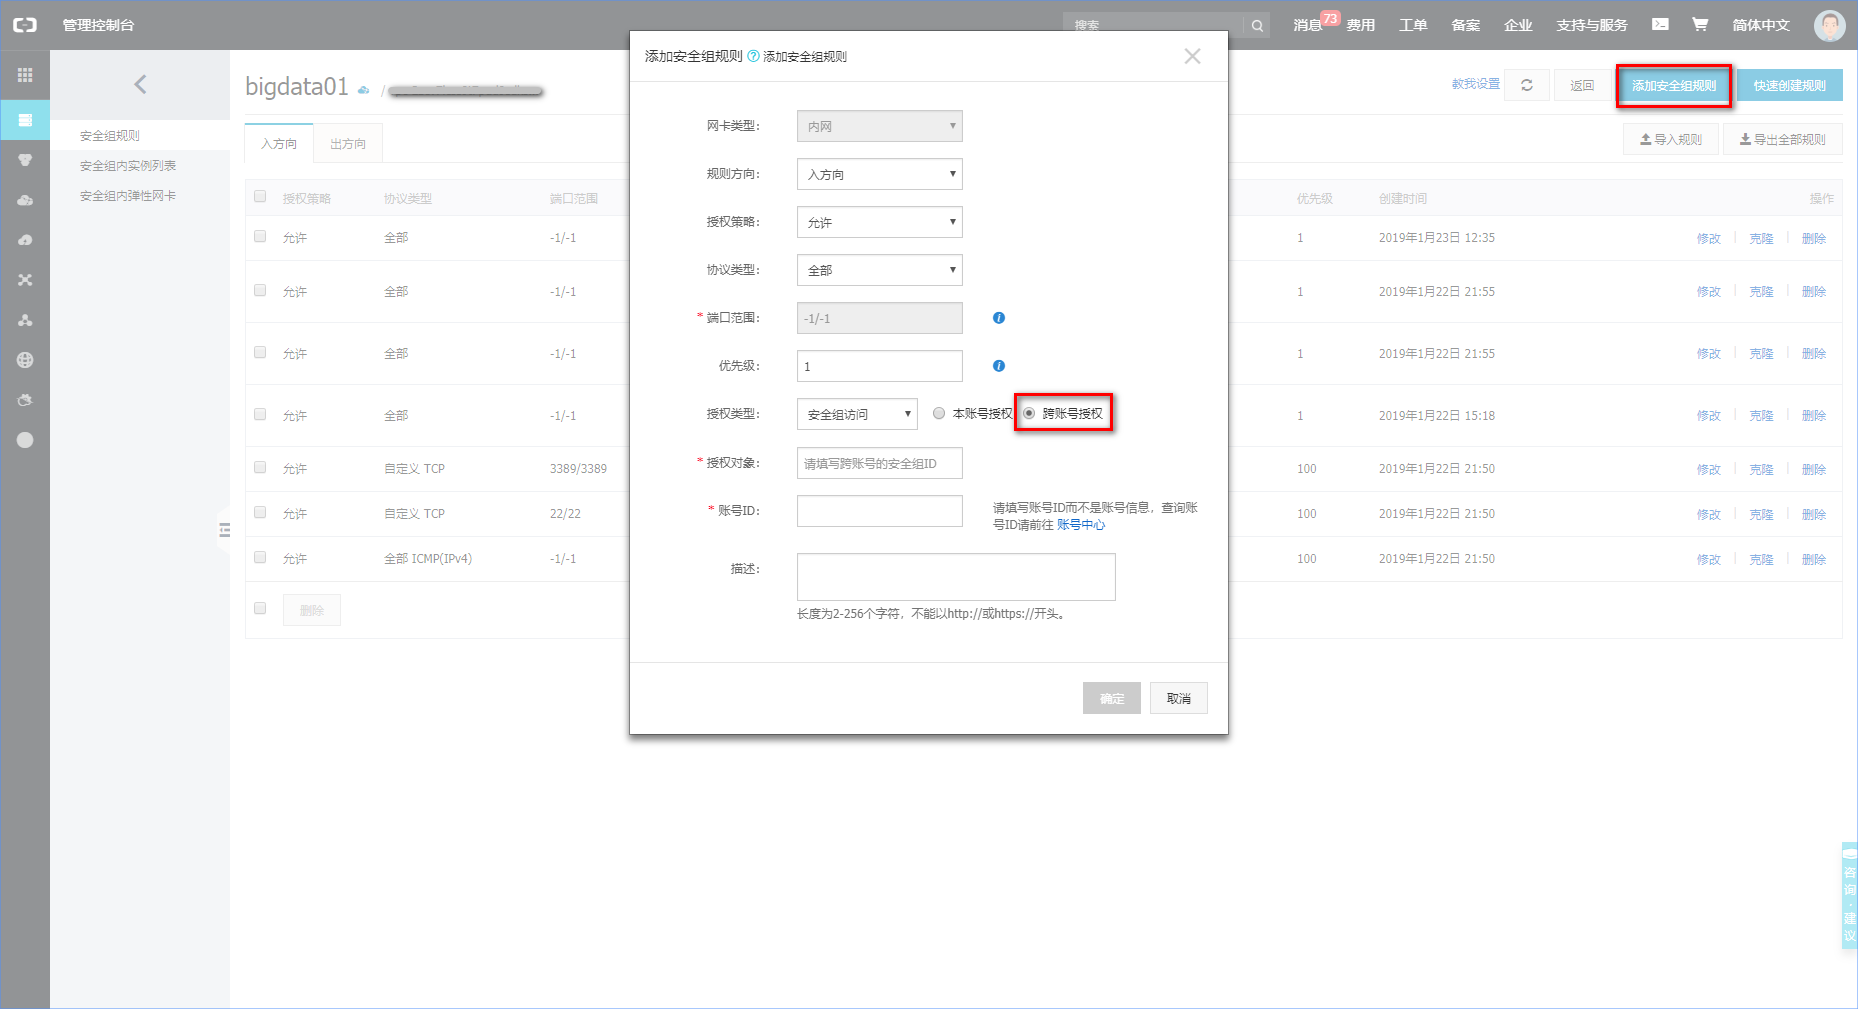 管理控制台
搜索
消息 73 费用 工单 备案 企业 支持与服务 简体中文
bigdata01 /
教我设置 返回 添加安全组规则 快速创建规则
安全组规则
安全组内实例列表
安全组内弹性网卡
入方向 出方向
导入规则 导出全部规则
授权策略 协议类型 端口范围 优先级 创建时间 操作
允许 全部 -1/-1 1 2019年1月23日 12:35 修改 克隆 删除
允许 全部 -1/-1 1 2019年1月22日 21:55 修改 克隆 删除
允许 全部 -1/-1 1 2019年1月22日 21:55 修改 克隆 删除
允许 全部 -1/-1 1 2019年1月22日 15:18 修改 克隆 删除
允许 自定义 TCP 3389/3389 100 2019年1月22日 21:50 修改 克隆 删除
允许 自定义 TCP 22/22 100 2019年1月22日 21:50 修改 克隆 删除
允许 全部 ICMP(IPv4) -1/-1 100 2019年1月22日 21:50 修改 克隆 删除
删除
添加安全组规则 ? 添加安全组规则
网卡类型： 内网
规则方向： 入方向
授权策略： 允许
协议类型： 全部
* 端口范围： -1/-1
优先级： 1
授权类型： 安全组访问 本账号授权 跨账号授权
* 授权对象： 请填写跨账号的安全组ID
* 账号ID： 请填写账号ID而不是账号信息，查询账
号ID请前往 账号中心
描述：
长度为2-256个字符，不能以http://或https://开头。
确定 取消
咨询·建议